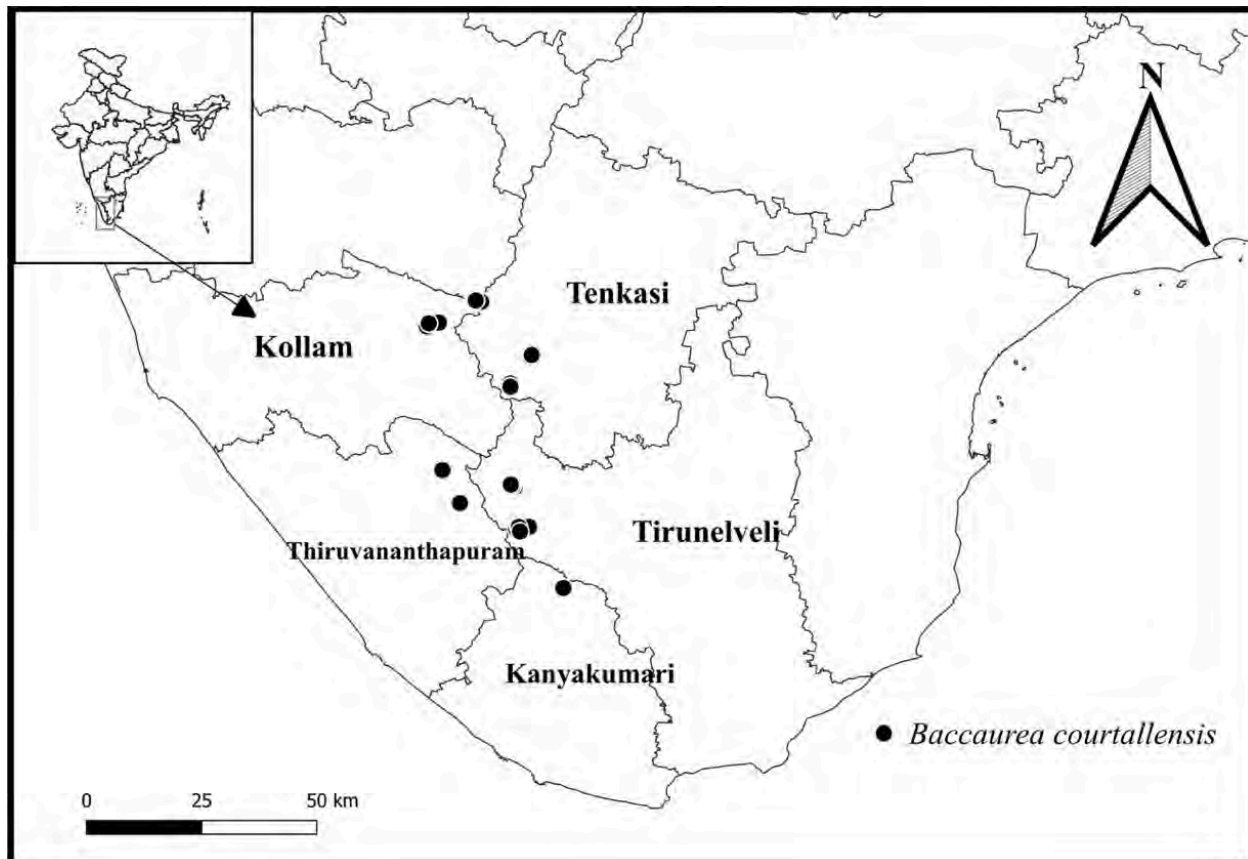 N
Tenkasi
Kollam
Tirunelveli
Thiruvananthapuram
Kanyakumari
Baccaurea courtallensis
0 25 50 km